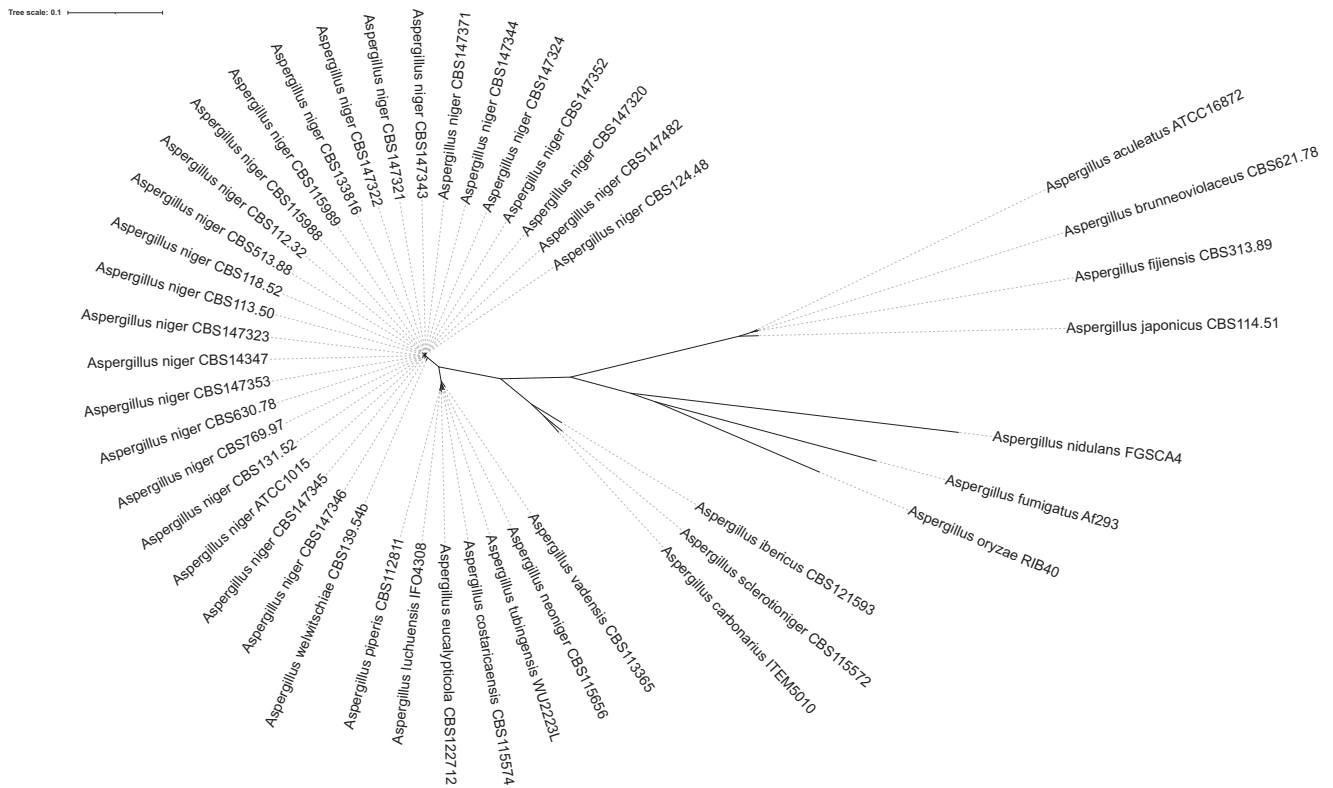 Tree scale: 0.1
Aspergillus niger CBS147371
Aspergillus niger CBS147344
Aspergillus niger CBS147324
Aspergillus niger CBS147352
Aspergillus niger CBS147320
Aspergillus niger CBS147482
Aspergillus niger CBS124.48
Aspergillus aculeatus ATCC16872
Aspergillus brunneoviolaceus CBS621.78
Aspergillus fijiensis CBS313.89
Aspergillus japonicus CBS114.51
Aspergillus nidulans FGSCA4
Aspergillus fumigatus Af293
Aspergillus oryzae RIB40
Aspergillus ibericus CBS121593
Aspergillus sclerotioniger CBS115572
Aspergillus carbonarius ITEM5010
Aspergillus vadensis CBS113365
Aspergillus neoniger CBS115656
Aspergillus tubingensis WU2223L
Aspergillus costaricaensis CBS115574
Aspergillus eucalypticola CBS122712
Aspergillus luchuensis IFO4308
Aspergillus piperis CBS112811
Aspergillus welwitschiae CBS139.54b
Aspergillus niger CBS147346
Aspergillus niger CBS147345
Aspergillus niger ATCC1015
Aspergillus niger CBS131.52
Aspergillus niger CBS769.97
Aspergillus niger CBS630.78
Aspergillus niger CBS147353
Aspergillus niger CBS14347
Aspergillus niger CBS147323
Aspergillus niger CBS113.50
Aspergillus niger CBS118.52
Aspergillus niger CBS513.88
Aspergillus niger CBS112.32
Aspergillus niger CBS115988
Aspergillus niger CBS115989
Aspergillus niger CBS133816
Aspergillus niger CBS147322
Aspergillus niger CBS147321
Aspergillus niger CBS147343